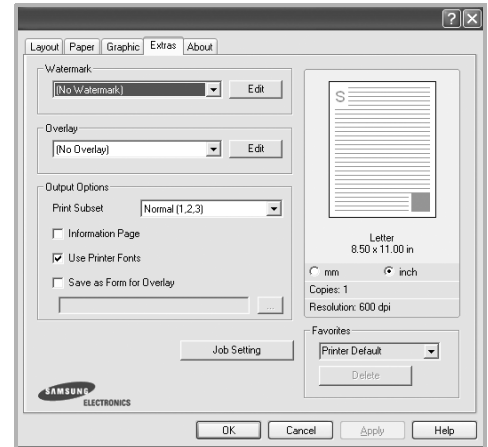 Layout Paper Graphic Extras About
Watermark
(No Watermark) Edit
Overlay
(No Overlay) Edit
Output Options
Print Subset Normal (1,2,3)
Information Page
Use Printer Fonts
Save as Form for Overlay
...
Job Setting
SAMSUNG
ELECTRONICS
S
Letter
8.50 x 11.00 in
mm inch
Copies: 1
Resolution: 600 dpi
Favorites
Printer Default
Delete
OK Cancel Apply Help